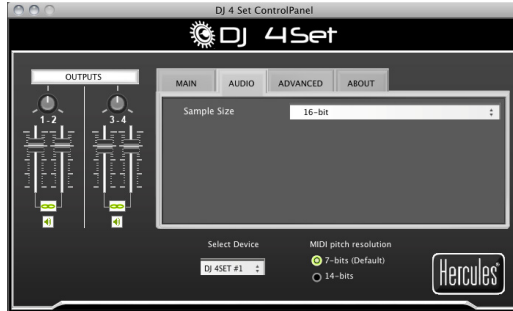 DJ 4 Set ControlPanel
DJ 4Set
OUTPUTS
1-2
3-4
MAIN
AUDIO
ADVANCED
ABOUT
Sample Size
16-bit
Select Device
DJ 4SET #1
MIDI pitch resolution
7-bits (Default)
14-bits
Hercules